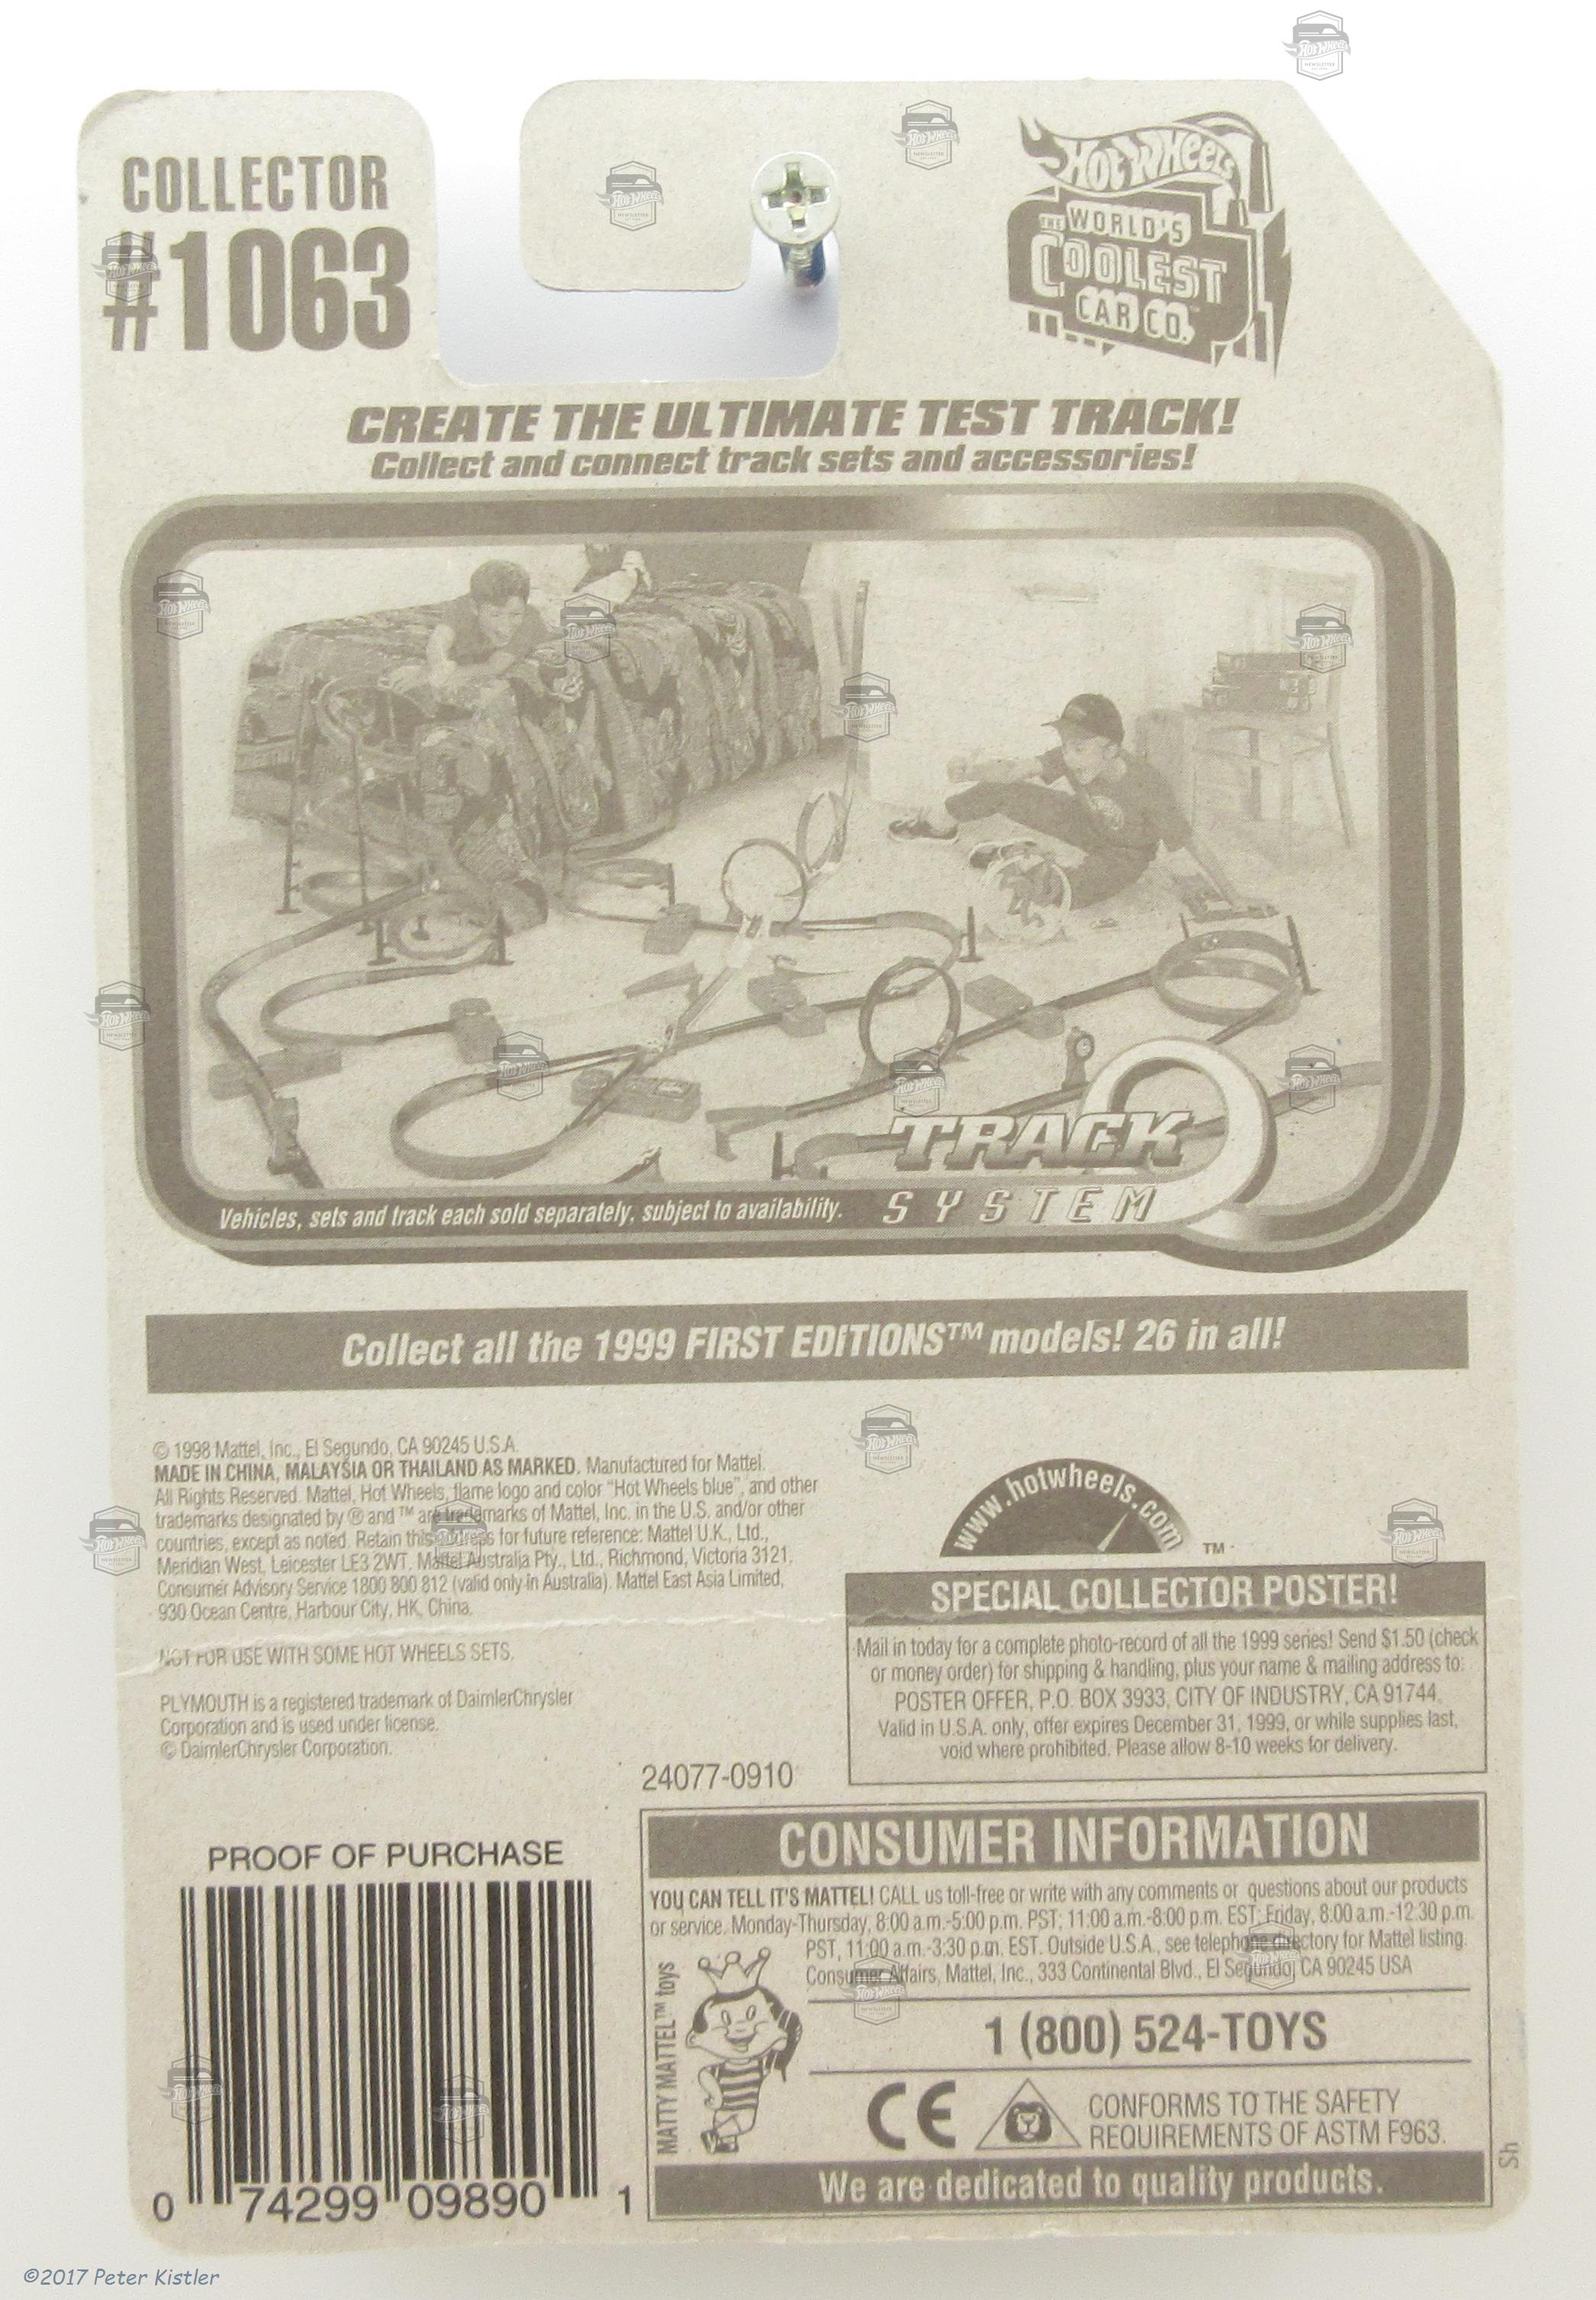 COLLECTOR
#1063
HOT WHEELS
THE WORLD'S
COOLEST
CAR CO.™
CREATE THE ULTIMATE TEST TRACK!
Collect and connect track sets and accessories!
TRACK
SYSTEM
Vehicles, sets and track each sold separately, subject to availability.
Collect all the 1999 FIRST EDITIONS™ models! 26 in all!
© 1998 Mattel, Inc., El Segundo, CA 90245 U.S.A.
MADE IN CHINA, MALAYSIA OR THAILAND AS MARKED. Manufactured for Mattel.
All Rights Reserved. Mattel, Hot Wheels, flame logo and color "Hot Wheels blue", and other
trademarks designated by ® and ™ are trademarks of Mattel, Inc. in the U.S. and/or other
countries, except as noted. Retain this address for future reference: Mattel U.K., Ltd.,
Meridian West, Leicester LE3 2WT. Mattel Australia Pty., Ltd., Richmond, Victoria 3121.
Consumer Advisory Service 1800 800 812 (valid only in Australia). Mattel East Asia Limited,
930 Ocean Centre, Harbour City, HK, China.
NOT FOR USE WITH SOME HOT WHEELS SETS.
PLYMOUTH is a registered trademark of DaimlerChrysler
Corporation and is used under license.
© DaimlerChrysler Corporation.
24077-0910
www.hotwheels.com
TM
SPECIAL COLLECTOR POSTER!
Mail in today for a complete photo-record of all the 1999 series! Send $1.50 (check
or money order) for shipping & handling, plus your name & mailing address to:
POSTER OFFER, P.O. BOX 3933, CITY OF INDUSTRY, CA 91744.
Valid in U.S.A. only, offer expires December 31, 1999, or while supplies last,
void where prohibited. Please allow 8-10 weeks for delivery.
PROOF OF PURCHASE
0 74299 09890 1
CONSUMER INFORMATION
YOU CAN TELL IT'S MATTEL! CALL us toll-free or write with any comments or questions about our products
or service. Monday-Thursday, 8:00 a.m.-5:00 p.m. PST; 11:00 a.m.-8:00 p.m. EST; Friday, 8:00 a.m.-12:30 p.m.
PST, 11:00 a.m.-3:30 p.m. EST. Outside U.S.A., see telephone directory for Mattel listing.
Consumer Affairs, Mattel, Inc., 333 Continental Blvd., El Segundo, CA 90245 USA
MATTY MATTEL™ toys
1 (800) 524-TOYS
CE
CONFORMS TO THE SAFETY
REQUIREMENTS OF ASTM F963.
We are dedicated to quality products.
Sh
©2017 Peter Kistler